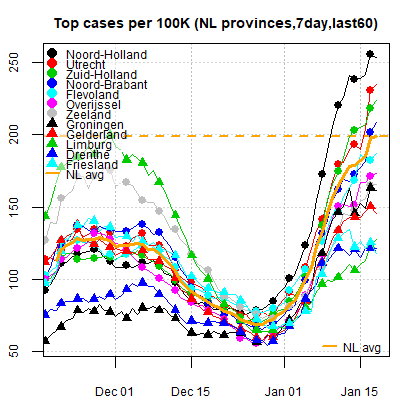 Top cases per 100K (NL provinces,7day,last60)
Noord-Holland
Utrecht
Zuid-Holland
Noord-Brabant
Flevoland
Overijssel
Zeeland
Groningen
Gelderland
Limburg
Drenthe
Friesland
NL avg
250
200
150
100
50
NL avg
Dec 01
Dec 15
Jan 01
Jan 15